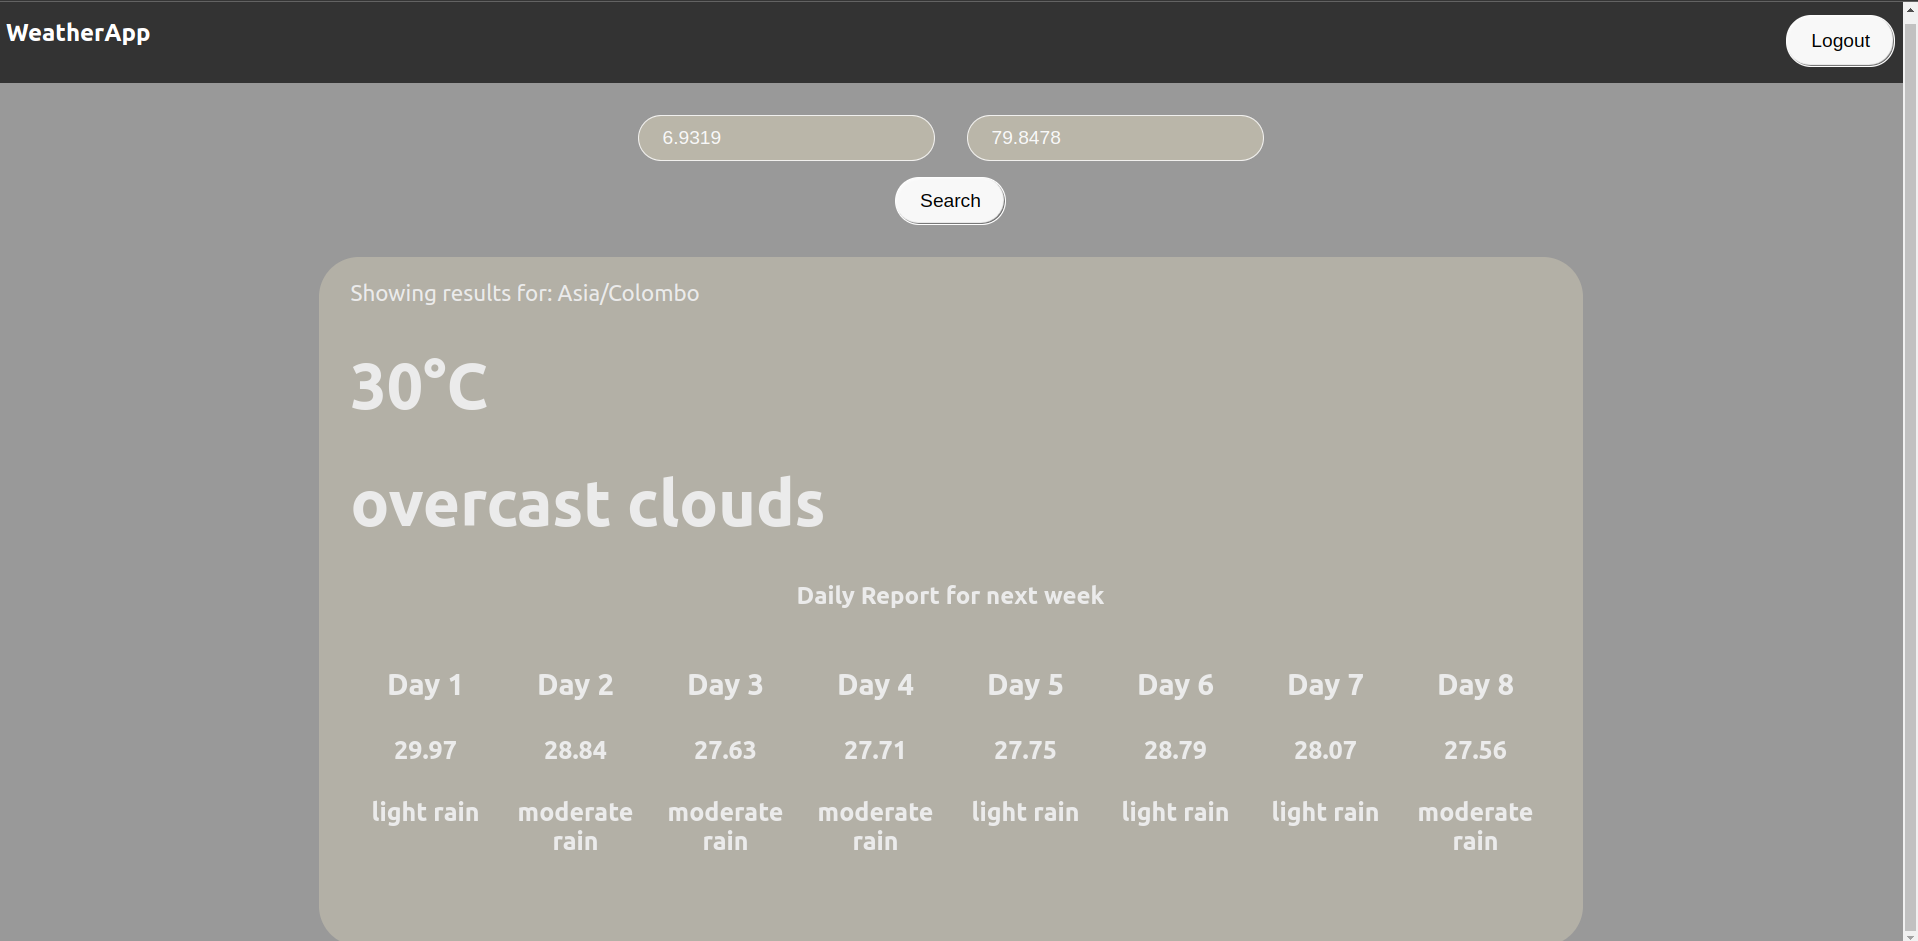 WeatherApp
Logout
6.9319
79.8478
Search
Showing results for: Asia/Colombo
30°C
overcast clouds
Daily Report for next week
Day 1 Day 2 Day 3 Day 4 Day 5 Day 6 Day 7 Day 8
29.97 28.84 27.63 27.71 27.75 28.79 28.07 27.56
light rain moderate moderate moderate light rain light rain light rain moderate
rain rain rain rain